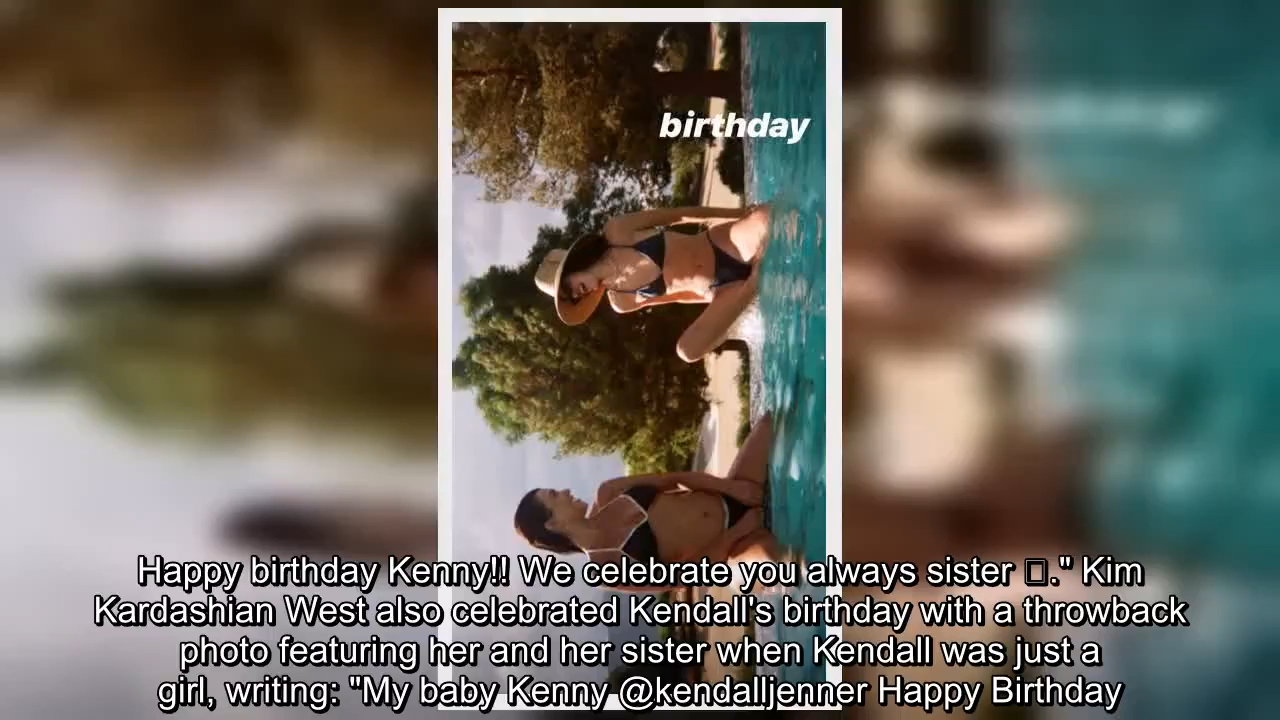 birthday
Happy birthday Kenny!! We celebrate you always sister ▯." Kim
Kardashian West also celebrated Kendall's birthday with a throwback
photo featuring her and her sister when Kendall was just a
girl, writing: "My baby Kenny @kendalljenner Happy Birthday